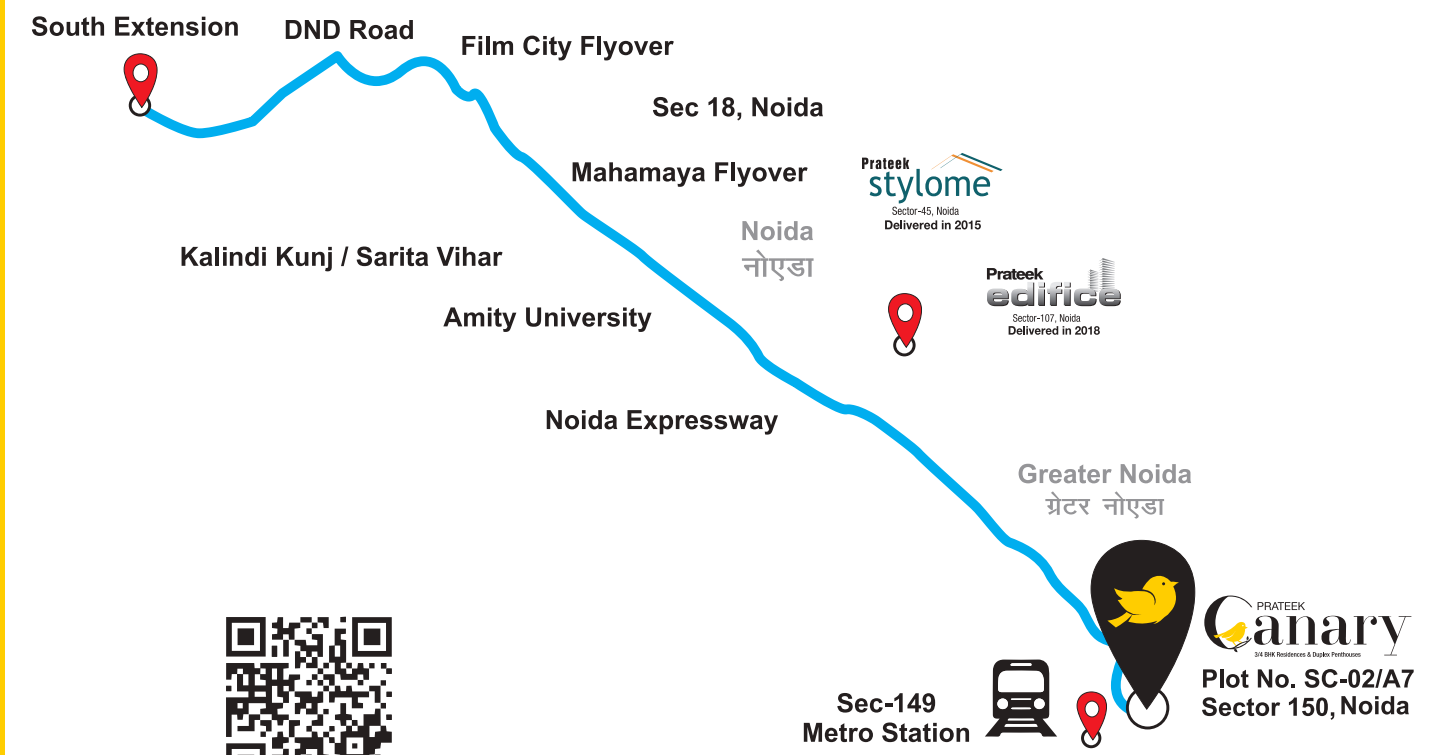 South Extension
DND Road
Film City Flyover
Sec 18, Noida
Mahamaya Flyover
Prateek
stylome
Sector-45, Noida
Delivered in 2015
Noida
नोएडा
Kalindi Kunj / Sarita Vihar
Prateek
edifice
Sector-107, Noida
Delivered in 2018
Amity University
Noida Expressway
Greater Noida
ग्रेटर नोएडा
PRATEEK
Canary
3/4 BHK Residences & Duplex Penthouses
Plot No. SC-02/A7
Sector 150, Noida
Sec-149
Metro Station